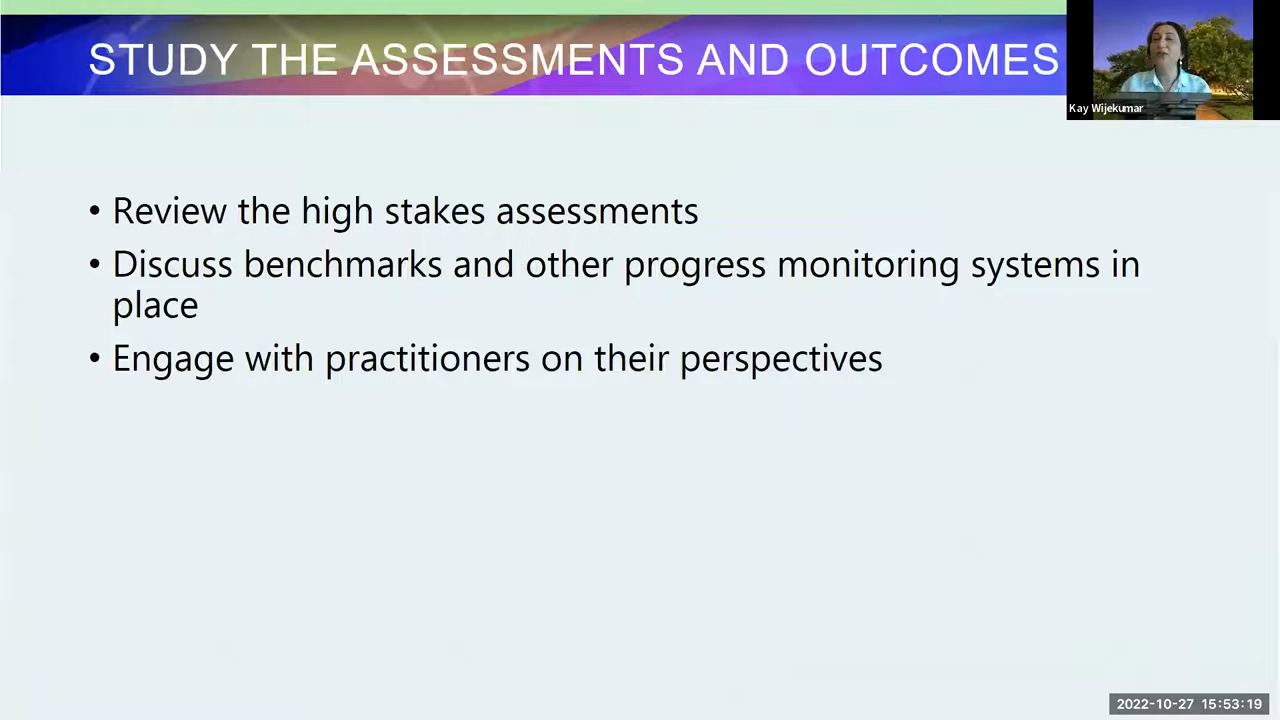 STUDY THE ASSESSMENTS AND OUTCOMES
Kay Wijekumar
• Review the high stakes assessments
• Discuss benchmarks and other progress monitoring systems in
place
• Engage with practitioners on their perspectives
2022-10-27 15:53:19